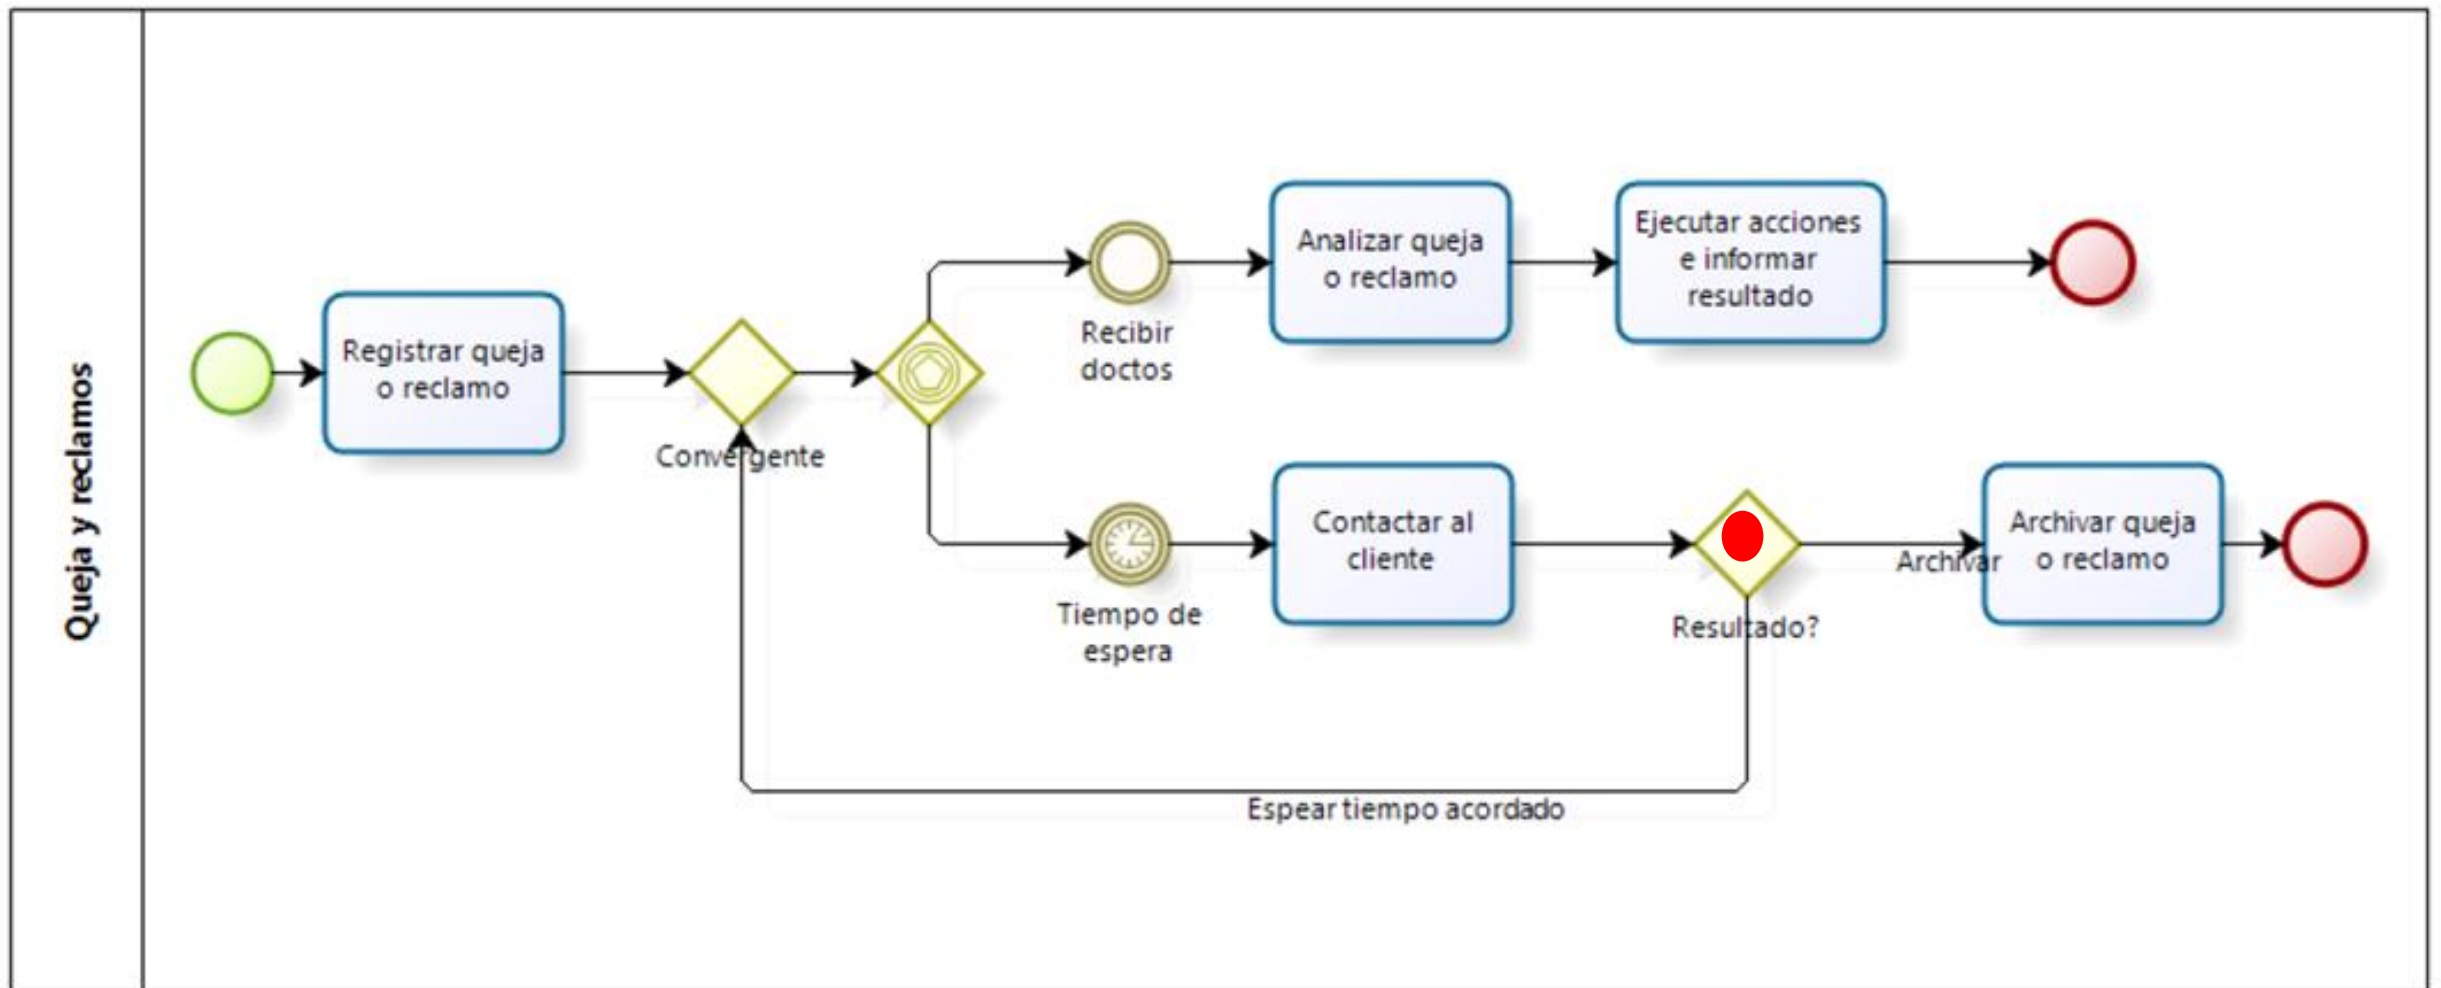 Queja y reclamos
Registrar queja
o reclamo
Convergente
Recibir
doctos
Analizar queja
o reclamo
Ejecutar acciones
e informar
resultado
Tiempo de
espera
Contactar al
cliente
Resultado?
Archivar
Archivar queja
o reclamo
Espear tiempo acordado